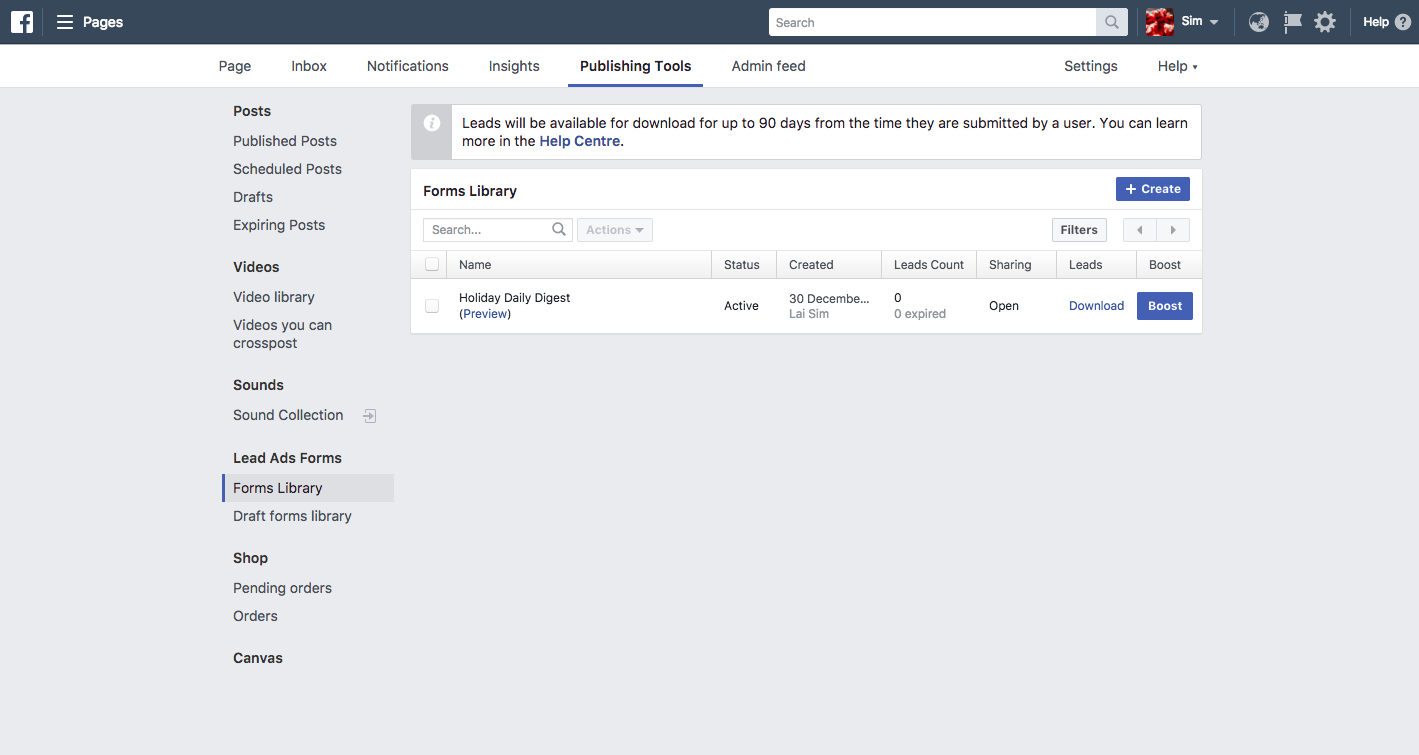 Pages
Search
Sim
Help
Page
Inbox
Notifications
Insights
Publishing Tools
Admin feed
Settings
Help
Posts
Published Posts
Scheduled Posts
Drafts
Expiring Posts
Videos
Video library
Videos you can
crosspost
Sounds
Sound Collection
Lead Ads Forms
Forms Library
Draft forms library
Shop
Pending orders
Orders
Canvas
Leads will be available for download for up to 90 days from the time they are submitted by a user. You can learn
more in the Help Centre.
Forms Library
+ Create
Search...
Actions
Filters
Name
Status
Created
Leads Count
Sharing
Leads
Boost
Holiday Daily Digest
(Preview)
Active
30 Decembe...
Lai Sim
0
0 expired
Open
Download
Boost